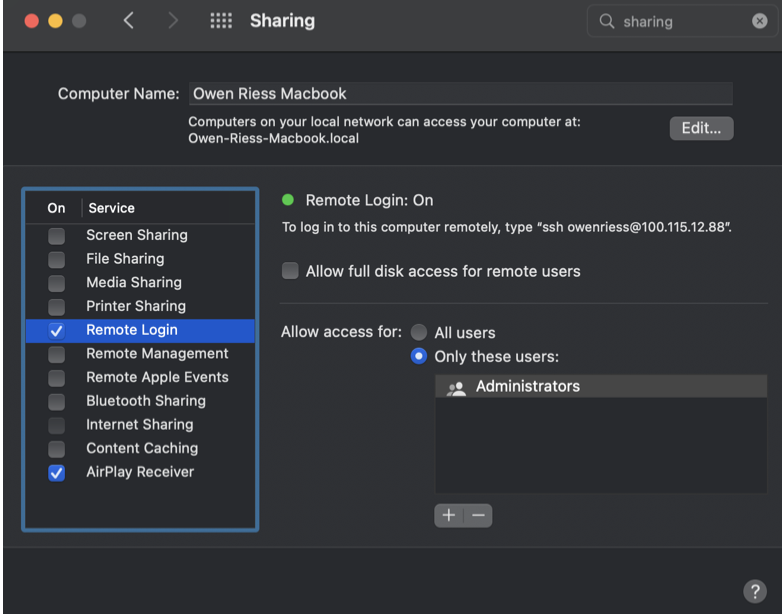 Sharing
sharing
Computer Name: Owen Riess Macbook
Computers on your local network can access your computer at:
Owen-Riess-Macbook.local
Edit...
On Service
Screen Sharing
File Sharing
Media Sharing
Printer Sharing
Remote Login
Remote Management
Remote Apple Events
Bluetooth Sharing
Internet Sharing
Content Caching
AirPlay Receiver
Remote Login: On
To log in to this computer remotely, type “ssh owenriess@100.115.12.88”.
Allow full disk access for remote users
Allow access for: All users
Only these users:
Administrators
+ −
?